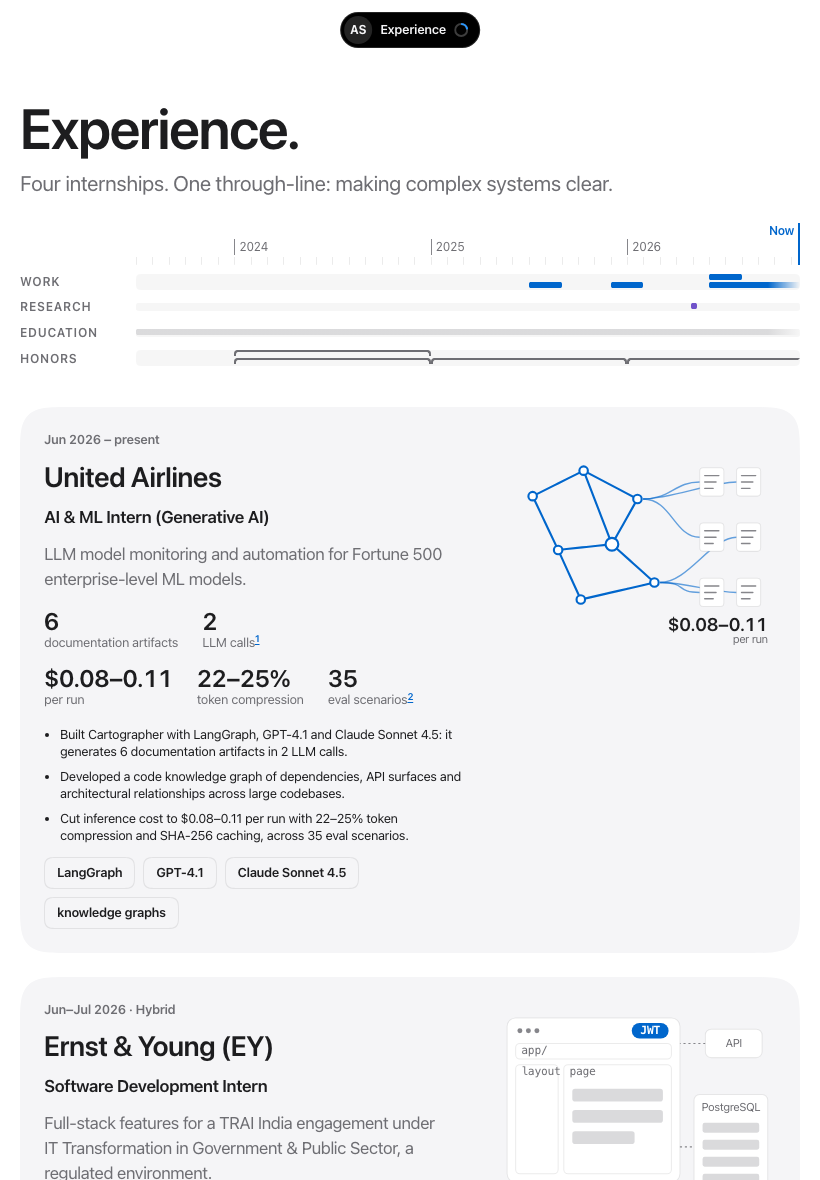 AS Experience
Experience.
Four internships. One through-line: making complex systems clear.
Now
2024 2025 2026
WORK
RESEARCH
EDUCATION
HONORS
Jun 2026 – present
United Airlines
AI & ML Intern (Generative AI)
LLM model monitoring and automation for Fortune 500
enterprise-level ML models.
6 2
documentation artifacts LLM calls1
$0.08–0.11 22–25% 35
per run token compression eval scenarios2
• Built Cartographer with LangGraph, GPT-4.1 and Claude Sonnet 4.5: it
generates 6 documentation artifacts in 2 LLM calls.
• Developed a code knowledge graph of dependencies, API surfaces and
architectural relationships across large codebases.
• Cut inference cost to $0.08–0.11 per run with 22–25% token
compression and SHA-256 caching, across 35 eval scenarios.
LangGraph GPT-4.1 Claude Sonnet 4.5
knowledge graphs
$0.08–0.11
per run
Jun–Jul 2026 · Hybrid
Ernst & Young (EY)
Software Development Intern
Full-stack features for a TRAI India engagement under
IT Transformation in Government & Public Sector, a
regulated environment.
JWT
app/
layout page
API
PostgreSQL